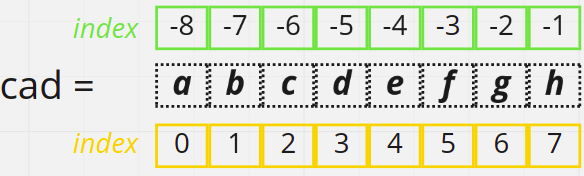 index -8 -7 -6 -5 -4 -3 -2 -1
cad = a b c d e f g h
index 0 1 2 3 4 5 6 7